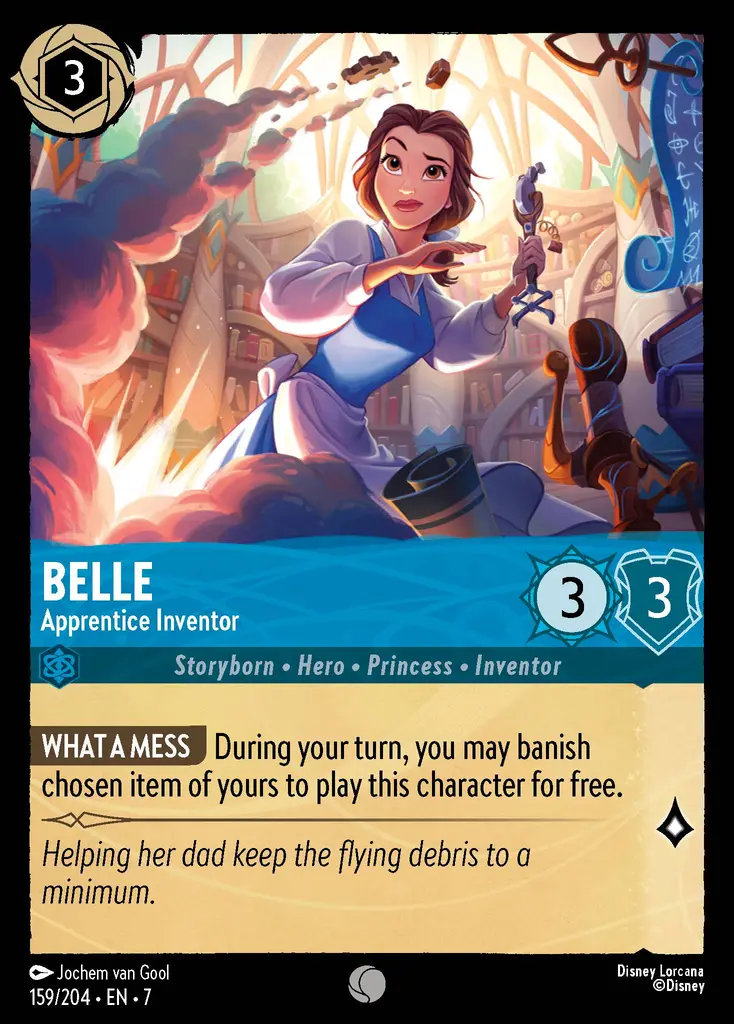 3
BELLE
Apprentice Inventor
3
3
Storyborn • Hero • Princess • Inventor
WHAT A MESS During your turn, you may banish
chosen item of yours to play this character for free.
Helping her dad keep the flying debris to a
minimum.
Jochem van Gool
159/204 • EN • 7
Disney Lorcana
©Disney